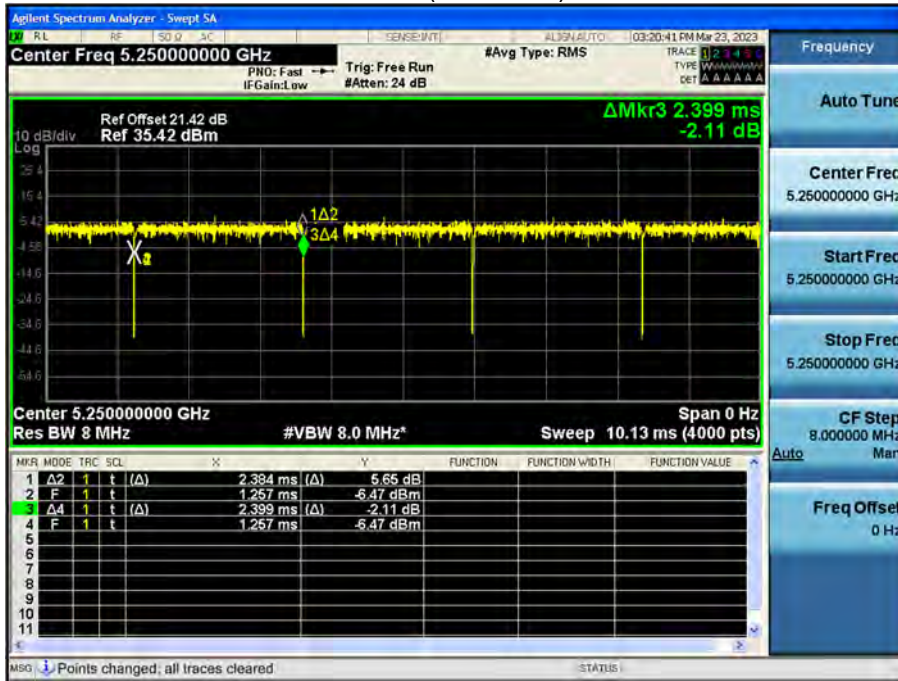 Agilent Spectrum Analyzer - Swept SA
RL RF 50 Ω AC SENSE:INT ALIGN AUTO 03:20:41 PM Mar 23, 2023
Center Freq 5.250000000 GHz #Avg Type: RMS TRACE 1 2 3 4 5 6
PNO: Fast Trig: Free Run TYPE
IFGain:Low #Atten: 24 dB DET A A A A A A
Frequency
Auto Tune
Ref Offset 21.42 dB ΔMkr3 2.399 ms
10 dB/div Ref 35.42 dBm -2.11 dB
Log
25.4
15.4
5.42
-4.58
-14.6
-24.6
-34.6
-44.6
-54.6
1Δ2
3Δ4
Center Freq
5.250000000 GHz
Start Freq
5.250000000 GHz
Stop Freq
5.250000000 GHz
Center 5.250000000 GHz Span 0 Hz
Res BW 8 MHz #VBW 8.0 MHz* Sweep 10.13 ms (4000 pts)
CF Step
8.000000 MHz
Auto Man
Freq Offset
0 Hz
MKR MODE TRC SCL X Y FUNCTION FUNCTION WIDTH FUNCTION VALUE
1 Δ2 1 t (Δ) 2.384 ms (Δ) 5.65 dB
2 F 1 t 1.257 ms -6.47 dBm
3 Δ4 1 t (Δ) 2.399 ms (Δ) -2.11 dB
4 F 1 t 1.257 ms -6.47 dBm
5
6
7
8
9
10
11
MSG Points changed; all traces cleared STATUS